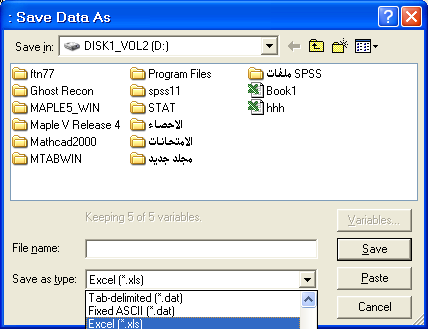 : Save Data As
Save in: DISK1_VOL2 (D:)
ftn77
Ghost Recon
MAPLE5_WIN
Maple V Release 4
Mathcad2000
MTABWIN
Program Files
spss11
STAT
الاحصاء
الامتحانات
مجلد جديد
ملفات SPSS
Book1
hhh
Keeping 5 of 5 variables.
Variables...
File name:
Save
Save as type: Excel (*.xls)
Paste
Tab-delimited (*.dat)
Fixed ASCII (*.dat)
Excel (*.xls)
Cancel